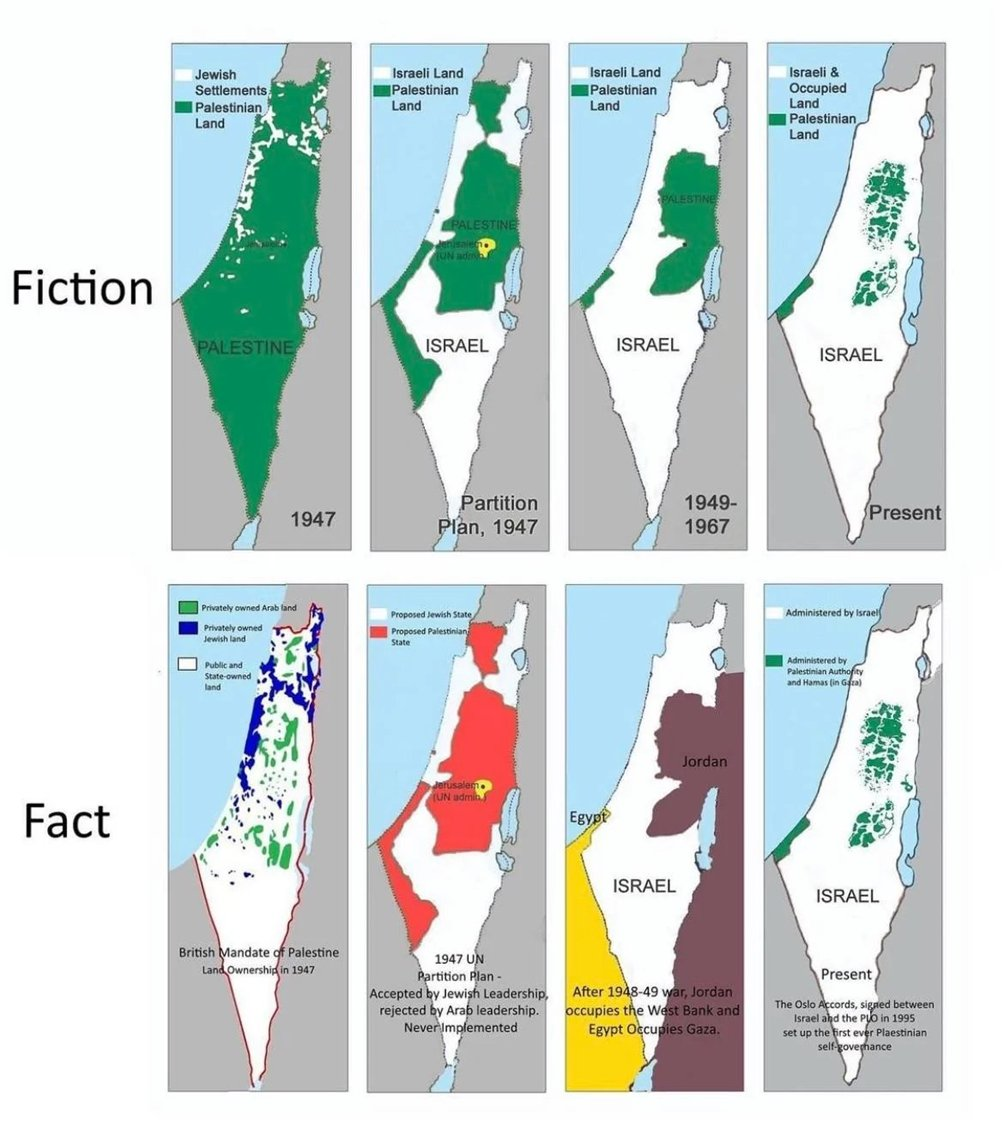 Fiction
Jewish
Settlements
Palestinian
Land
PALESTINE
1947
Israeli Land
Palestinian
Land
PALESTINE
Jerusalem
(UN admin.)
ISRAEL
Partition
Plan, 1947
Israeli Land
Palestinian
Land
PALESTINE
ISRAEL
1949-
1967
Israeli &
Occupied
Land
Palestinian
Land
ISRAEL
Present
Fact
Privately owned Arab land
Privately owned
Jewish land
Public and
State-owned
land
British Mandate of Palestine
Land Ownership in 1947
Proposed Jewish State
Proposed Palestinian
State
Jerusalem
(UN admin.)
1947 UN
Partition Plan -
Accepted by Jewish Leadership,
rejected by Arab leadership.
Never Implemented
Jordan
Egypt
ISRAEL
After 1948-49 war, Jordan
occupies the West Bank and
Egypt Occupies Gaza.
Administered by Israel
Administered by
Palestinian Authority
and Hamas (in Gaza)
ISRAEL
Present
The Oslo Accords, signed between
Israel and the PLO in 1995
set up the first ever Plaestinian
self-governance